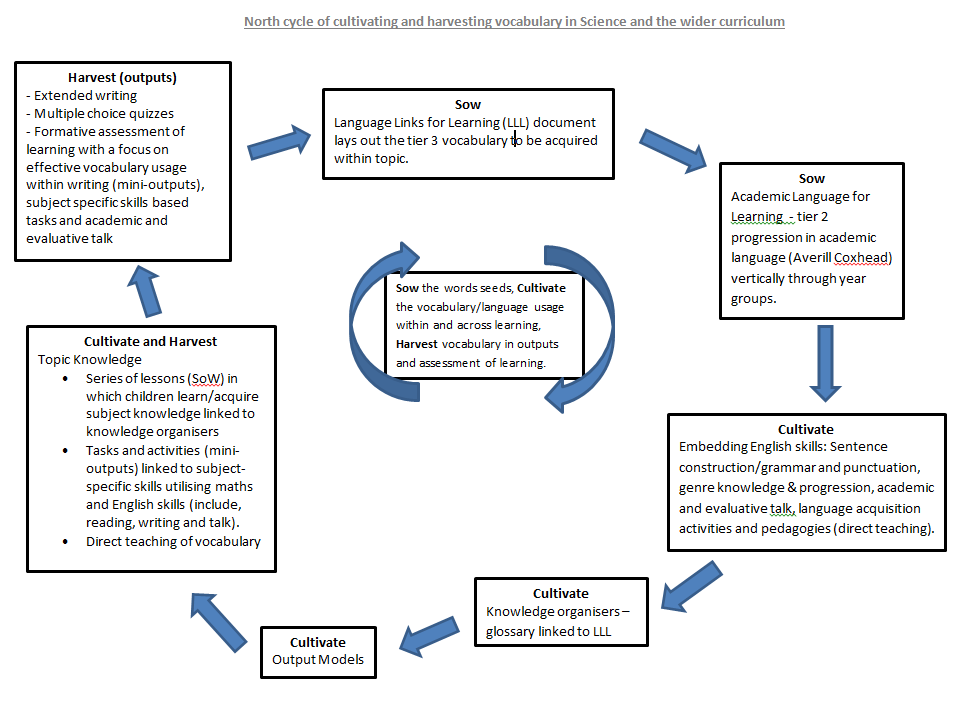 North cycle of cultivating and harvesting vocabulary in Science and the wider curriculum
Harvest (outputs)
- Extended writing
- Multiple choice quizzes
- Formative assessment of
learning with a focus on
effective vocabulary usage
within writing (mini-outputs),
subject specific skills based
tasks and academic and
evaluative talk
Sow
Language Links for Learning (LLL) document
lays out the tier 3 vocabulary to be acquired
within topic.
Sow
Academic Language for
Learning - tier 2
progression in academic
language (Averill Coxhead)
vertically through year
groups.
Sow the words seeds, Cultivate
the vocabulary/language usage
within and across learning,
Harvest vocabulary in outputs
and assessment of learning.
Cultivate and Harvest
Topic Knowledge
• Series of lessons (SoW) in
which children learn/acquire
subject knowledge linked to
knowledge organisers
• Tasks and activities (mini-
outputs) linked to subject-
specific skills utilising maths
and English skills (include,
reading, writing and talk).
• Direct teaching of vocabulary
Cultivate
Embedding English skills: Sentence
construction/grammar and punctuation,
genre knowledge & progression, academic
and evaluative talk, language acquisition
activities and pedagogies (direct teaching).
Cultivate
Knowledge organisers –
glossary linked to LLL
Cultivate
Output Models